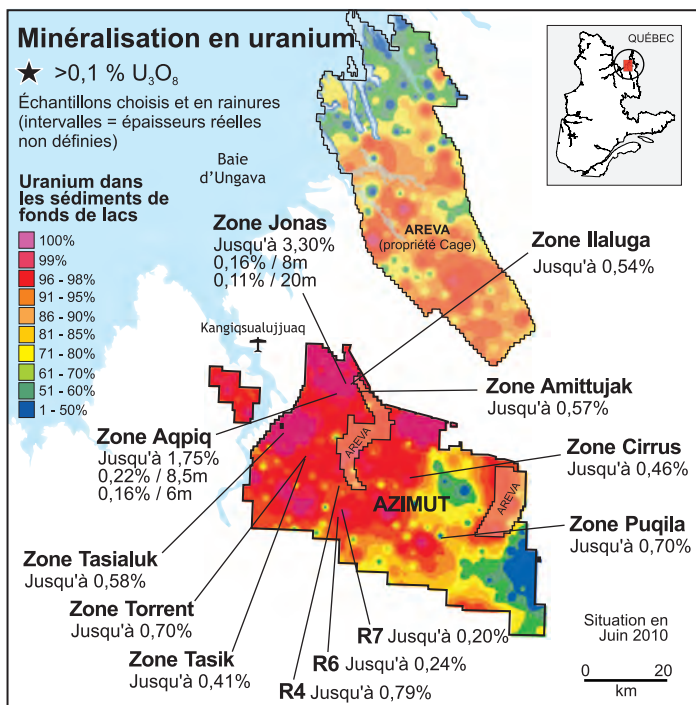 Minéralisation en uranium
>0,1 % U₃O₈
Échantillons choisis et en rainures
(intervalles = épaisseurs réelles
non définies)
QUÉBEC
Baie
d'Ungava
Uranium dans
les sédiments de
fonds de lacs
100%
99%
96 - 98%
91 - 95%
86 - 90%
81 - 85%
71 - 80%
61 - 70%
51 - 60%
1 - 50%
Zone Jonas
Jusqu'à 3,30%
0,16% / 8m
0,11% / 20m
AREVA
(propriété Cage)
Zone Ilaluga
Jusqu'à 0,54%
Kangiqsualujjuaq
Zone Amittujak
Jusqu'à 0,57%
Zone Aqpiq
Jusqu'à 1,75%
0,22% / 8,5m
0,16% / 6m
AREVA
Zone Cirrus
Jusqu'à 0,46%
AZIMUT
AREVA
Zone Puqila
Jusqu'à 0,70%
Zone Tasialuk
Jusqu'à 0,58%
Zone Torrent
Jusqu'à 0,70%
Zone Tasik
Jusqu'à 0,41%
R7 Jusqu'à 0,20%
R6 Jusqu'à 0,24%
R4 Jusqu'à 0,79%
Situation en
Juin 2010
0 20
km